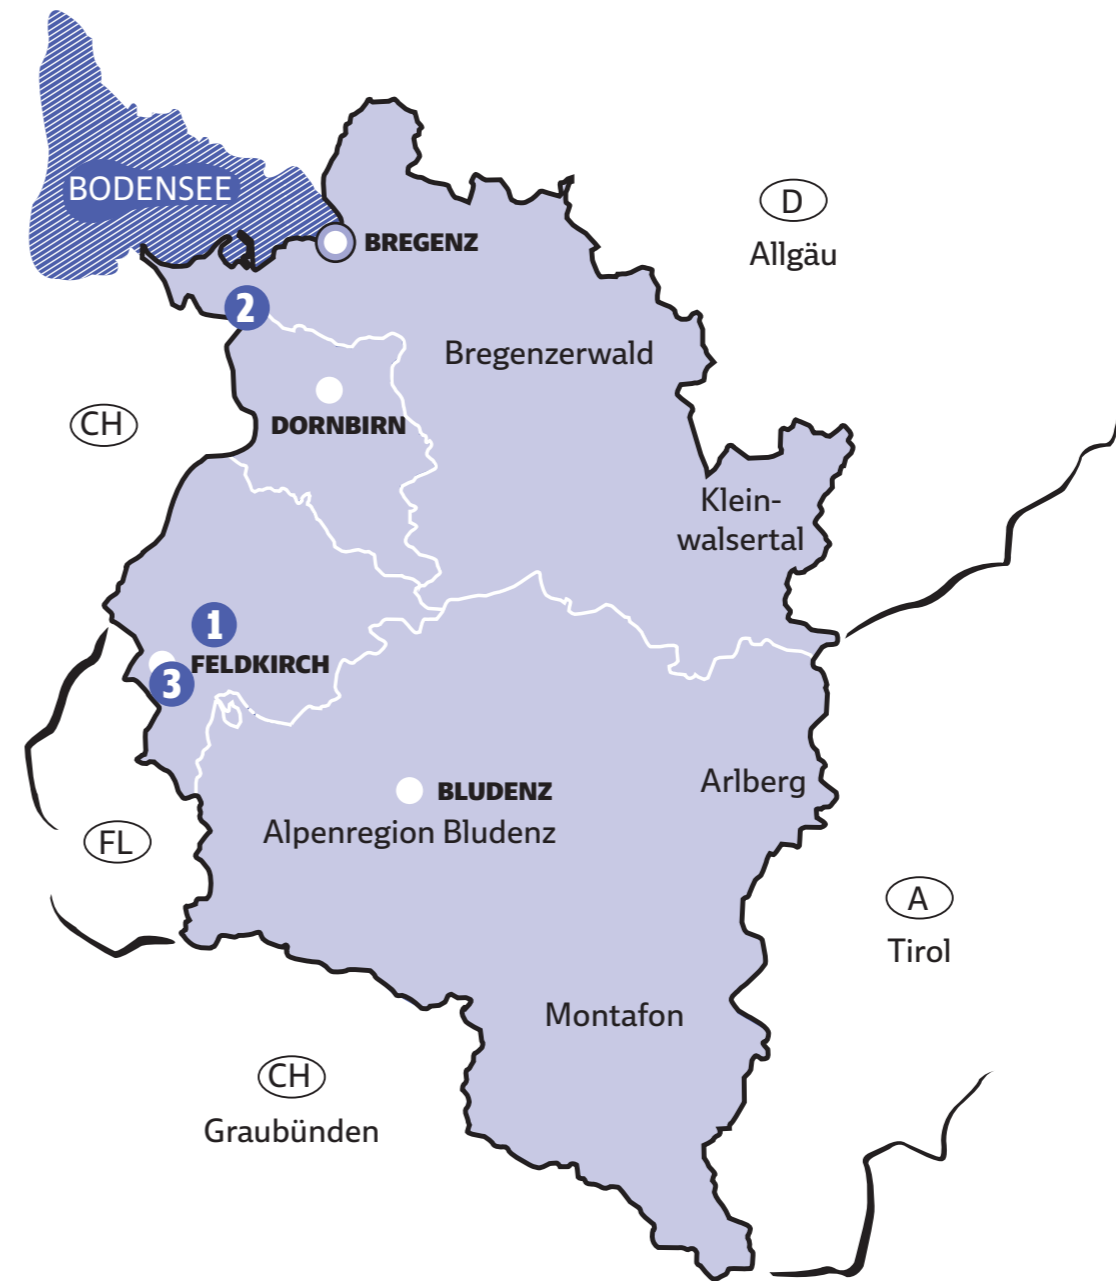 BODENSEE
D
Allgäu
BREGENZ
2
Bregenzerwald
CH
DORNBIRN
Klein-
walsertal
1
FELDKIRCH
3
Arlberg
BLUDENZ
Alpenregion Bludenz
FL
A
Tirol
Montafon
CH
Graubünden